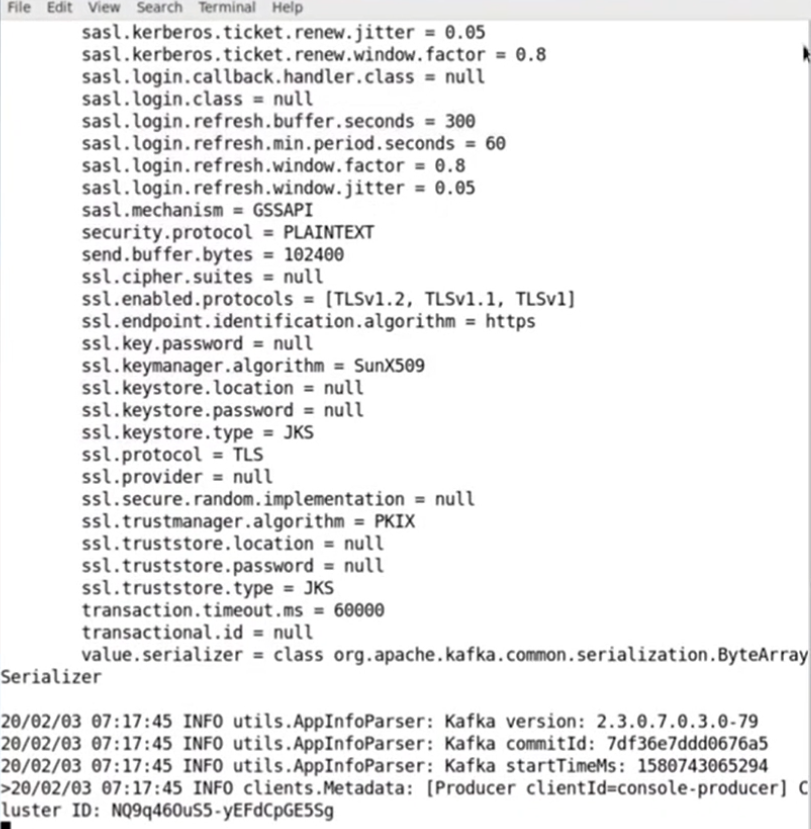 File Edit View Search Terminal Help
sasl.kerberos.ticket.renew.jitter = 0.05
sasl.kerberos.ticket.renew.window.factor = 0.8
sasl.login.callback.handler.class = null
sasl.login.class = null
sasl.login.refresh.buffer.seconds = 300
sasl.login.refresh.min.period.seconds = 60
sasl.login.refresh.window.factor = 0.8
sasl.login.refresh.window.jitter = 0.05
sasl.mechanism = GSSAPI
security.protocol = PLAINTEXT
send.buffer.bytes = 102400
ssl.cipher.suites = null
ssl.enabled.protocols = [TLSv1.2, TLSv1.1, TLSv1]
ssl.endpoint.identification.algorithm = https
ssl.key.password = null
ssl.keymanager.algorithm = SunX509
ssl.keystore.location = null
ssl.keystore.password = null
ssl.keystore.type = JKS
ssl.protocol = TLS
ssl.provider = null
ssl.secure.random.implementation = null
ssl.trustmanager.algorithm = PKIX
ssl.truststore.location = null
ssl.truststore.password = null
ssl.truststore.type = JKS
transaction.timeout.ms = 60000
transactional.id = null
value.serializer = class org.apache.kafka.common.serialization.ByteArray
Serializer
20/02/03 07:17:45 INFO utils.AppInfoParser: Kafka version: 2.3.0.7.0.3.0-79
20/02/03 07:17:45 INFO utils.AppInfoParser: Kafka commitId: 7df36e7ddd0676a5
20/02/03 07:17:45 INFO utils.AppInfoParser: Kafka startTimeMs: 1580743065294
>20/02/03 07:17:45 INFO clients.Metadata: [Producer clientId=console-producer] C
luster ID: NQ9q460uS5-yEFdCpGE5Sg